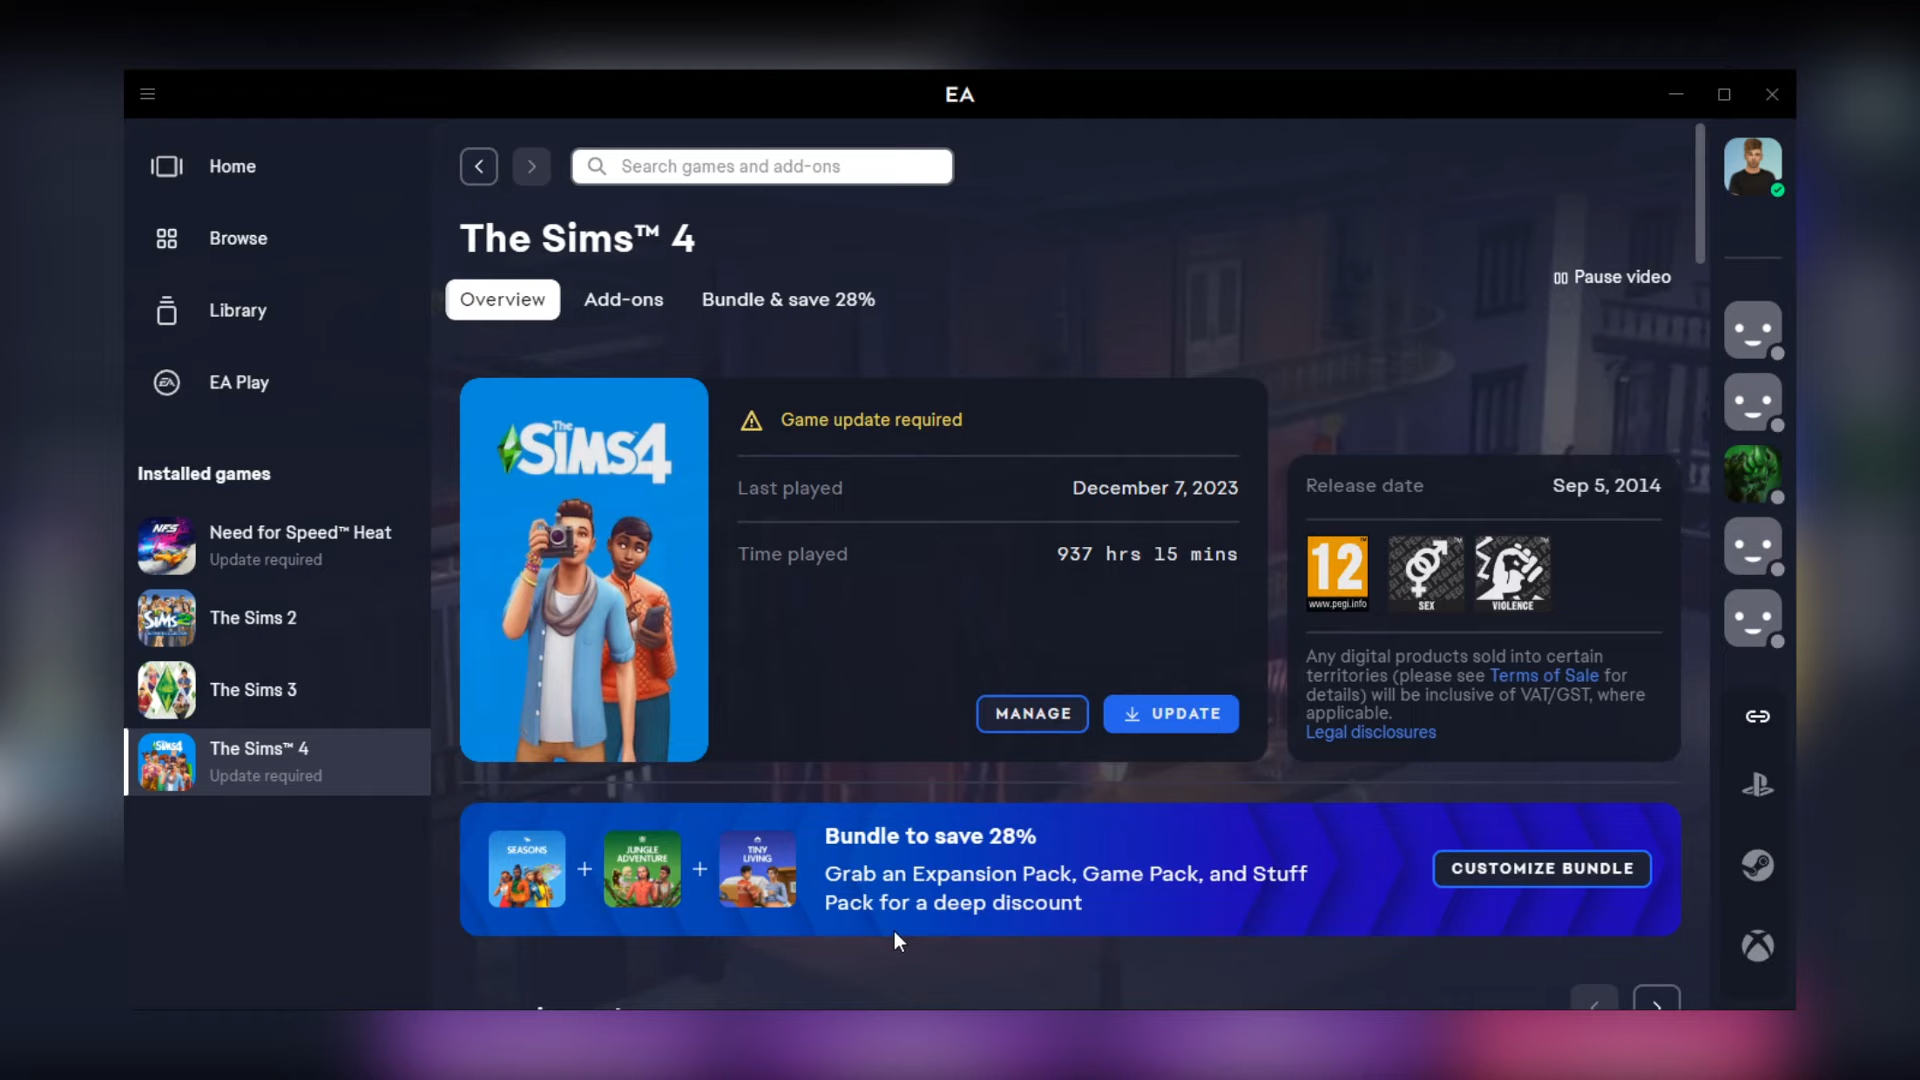 EA
Home
Browse
Library
EA Play
Installed games
NFS
Need for Speed™ Heat
Update required
The Sims 2
The Sims 3
The Sims™ 4
Update required
Search games and add-ons
The Sims™ 4
Overview
Add-ons
Bundle & save 28%
Pause video
The SIMS 4
Game update required
Last played
December 7, 2023
Time played
937 hrs 15 mins
MANAGE
UPDATE
Release date
Sep 5, 2014
12
www.pegi.info
SEX
VIOLENCE
Any digital products sold into certain
territories (please see Terms of Sale for
details) will be inclusive of VAT/GST, where
applicable.
Legal disclosures
SEASONS
+
JUNGLE
ADVENTURE
+
TINY
LIVING
Bundle to save 28%
Grab an Expansion Pack, Game Pack, and Stuff
Pack for a deep discount
CUSTOMIZE BUNDLE